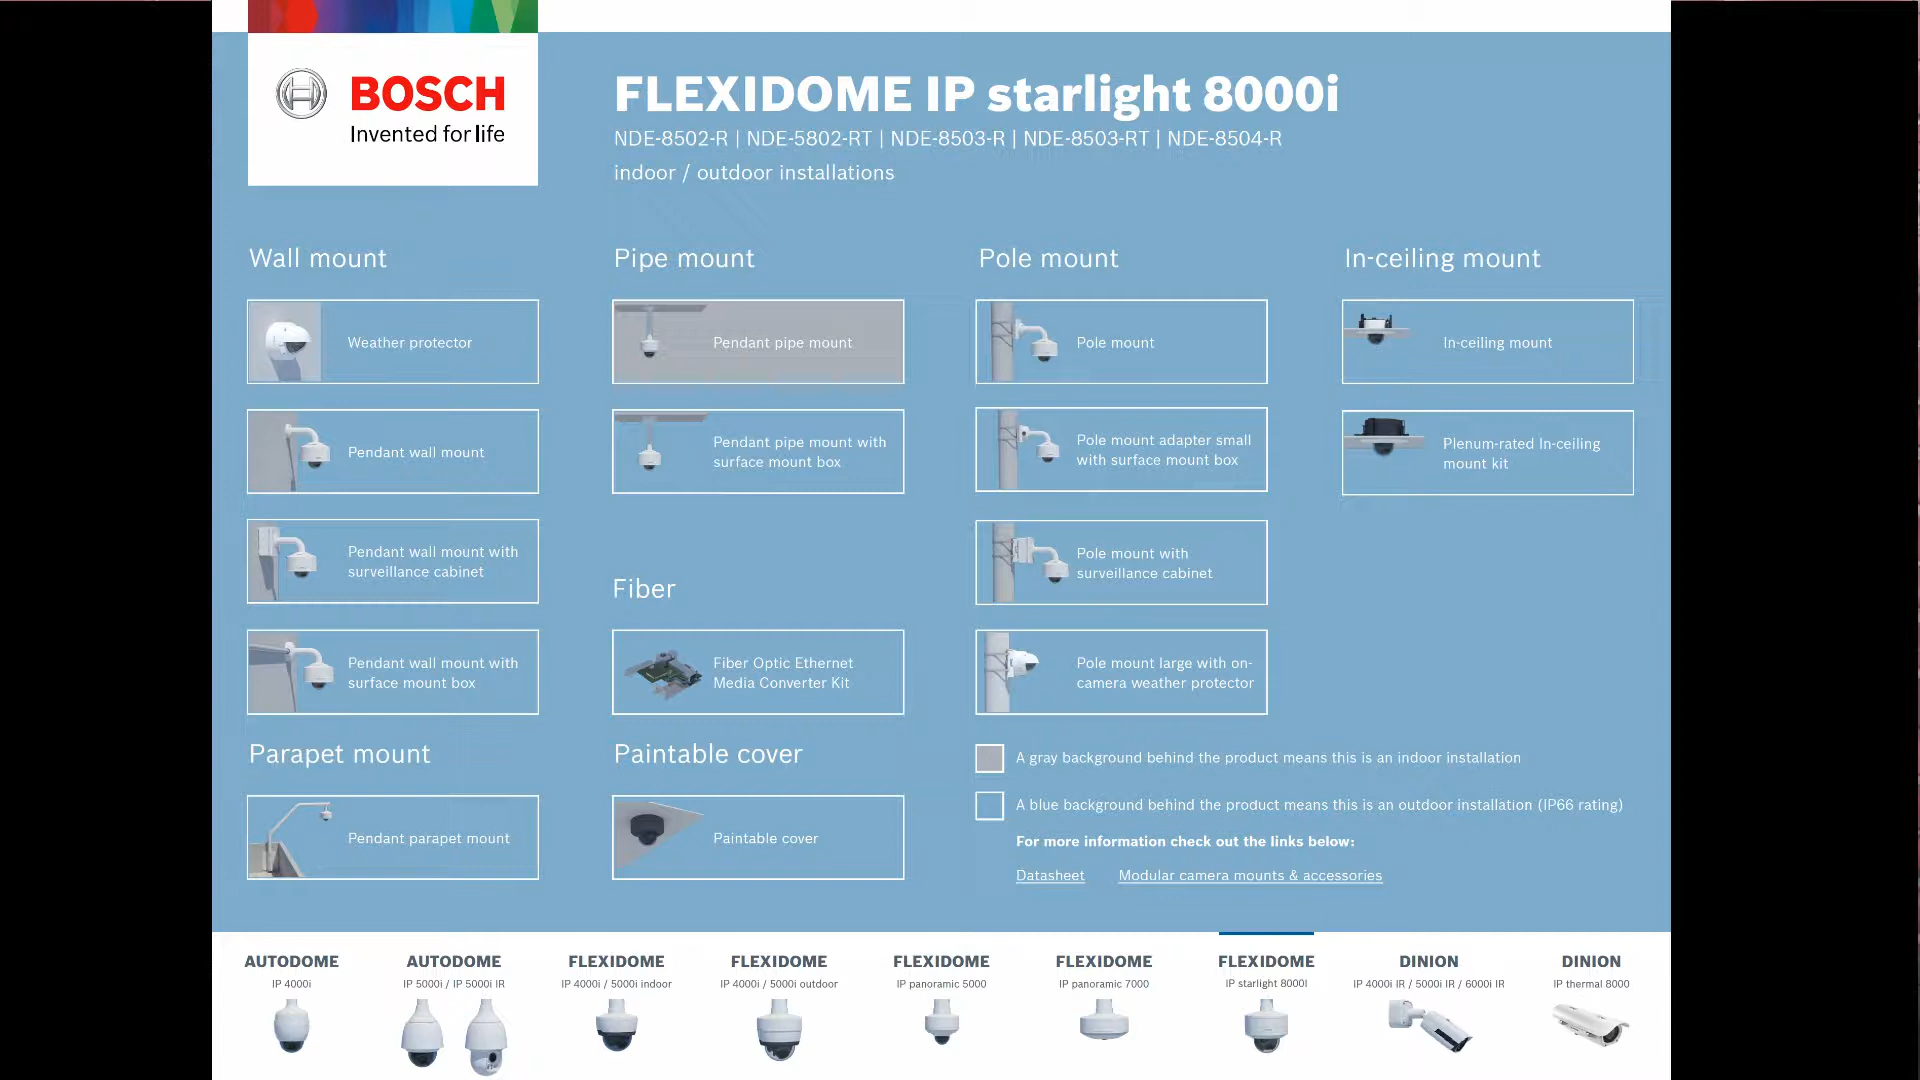 BOSCH
Invented for life
FLEXIDOME IP starlight 8000i
NDE-8502-R | NDE-5802-RT | NDE-8503-R | NDE-8503-RT | NDE-8504-R
indoor / outdoor installations
Wall mount
Weather protector
Pendant wall mount
Pendant wall mount with
surveillance cabinet
Pendant wall mount with
surface mount box
Parapet mount
Pendant parapet mount
Pipe mount
Pendant pipe mount
Pendant pipe mount with
surface mount box
Fiber
Fiber Optic Ethernet
Media Converter Kit
Paintable cover
Paintable cover
Pole mount
Pole mount
Pole mount adapter small
with surface mount box
Pole mount with
surveillance cabinet
Pole mount large with on-
camera weather protector
In-ceiling mount
In-ceiling mount
Plenum-rated In-ceiling
mount kit
A gray background behind the product means this is an indoor installation
A blue background behind the product means this is an outdoor installation (IP66 rating)
For more information check out the links below:
Datasheet Modular camera mounts & accessories
AUTODOME
IP 4000i
AUTODOME
IP 5000i / IP 5000i IR
FLEXIDOME
IP 4000i / 5000i indoor
FLEXIDOME
IP 4000i / 5000i outdoor
FLEXIDOME
IP panoramic 5000
FLEXIDOME
IP panoramic 7000
FLEXIDOME
IP starlight 8000i
DINION
IP 4000i IR / 5000i IR / 6000i IR
DINION
IP thermal 8000